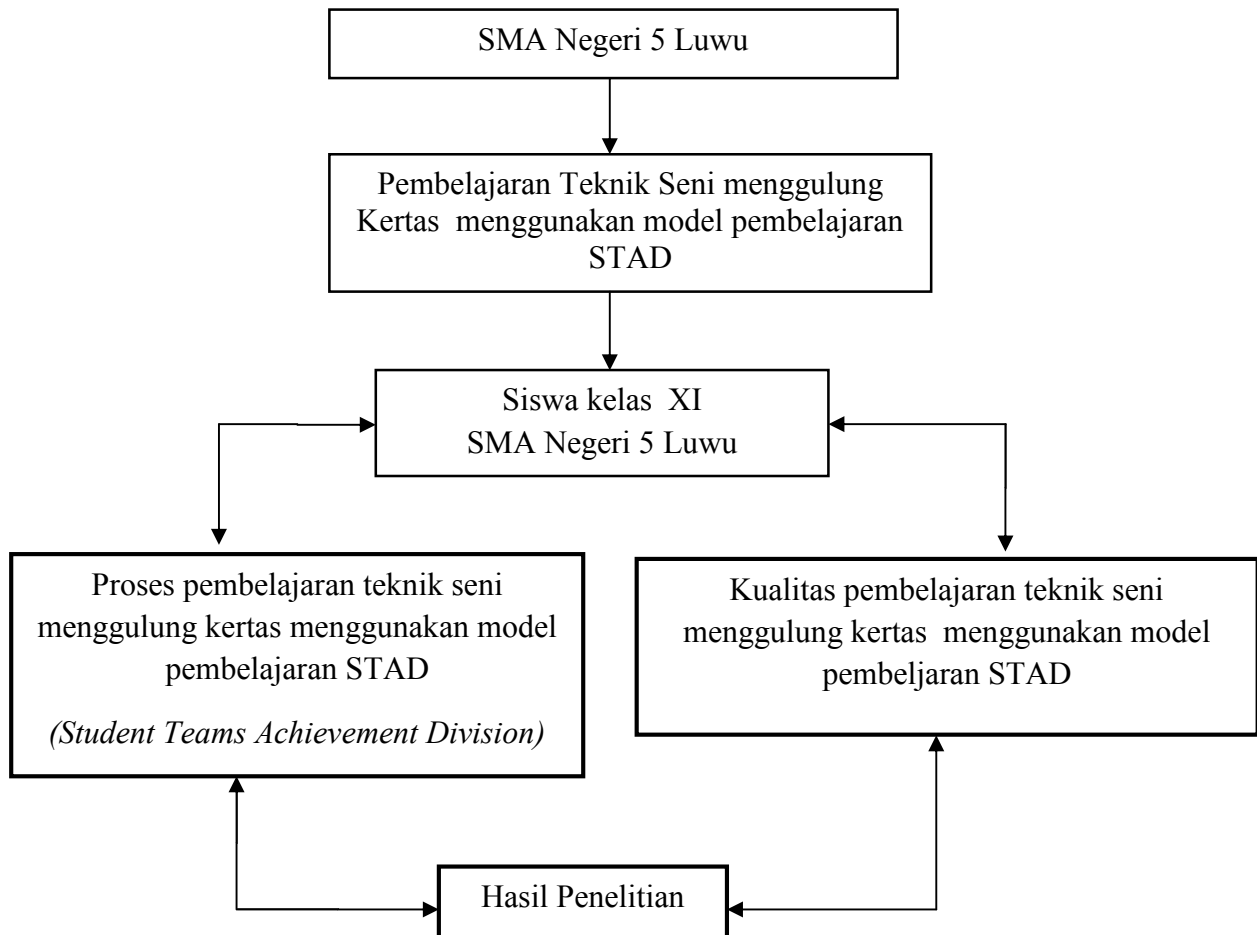 SMA Negeri 5 Luwu
Pembelajaran Teknik Seni menggulung
Kertas menggunakan model pembelajaran
STAD
Siswa kelas XI
SMA Negeri 5 Luwu
Proses pembelajaran teknik seni
menggulung kertas menggunakan model
pembelajaran STAD
(Student Teams Achievement Division)
Kualitas pembelajaran teknik seni
menggulung kertas menggunakan model
pembeljaran STAD
Hasil Penelitian